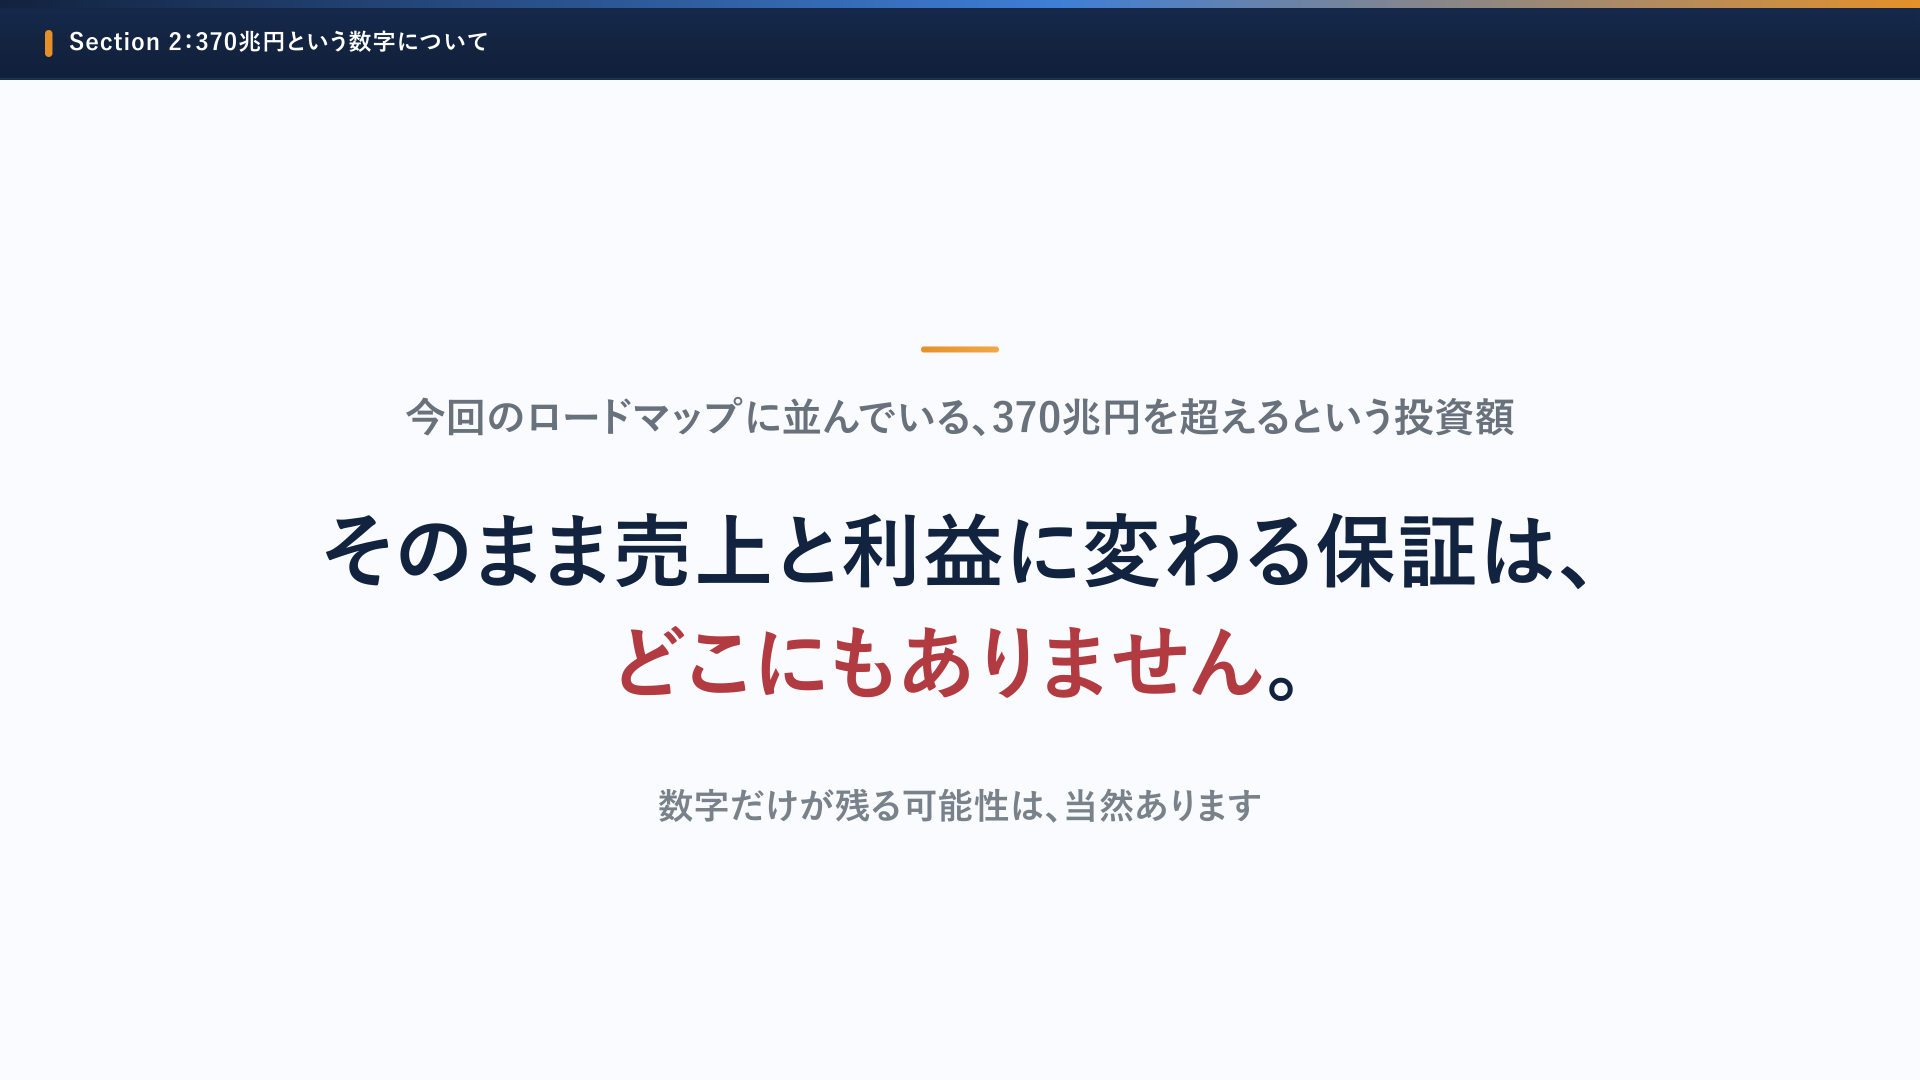 Section 2：370兆円という数字について
今回のロードマップに並んでいる、370兆円を超えるという投資額
そのまま売上と利益に変わる保証は、
どこにもありません。
数字だけが残る可能性は、当然あります